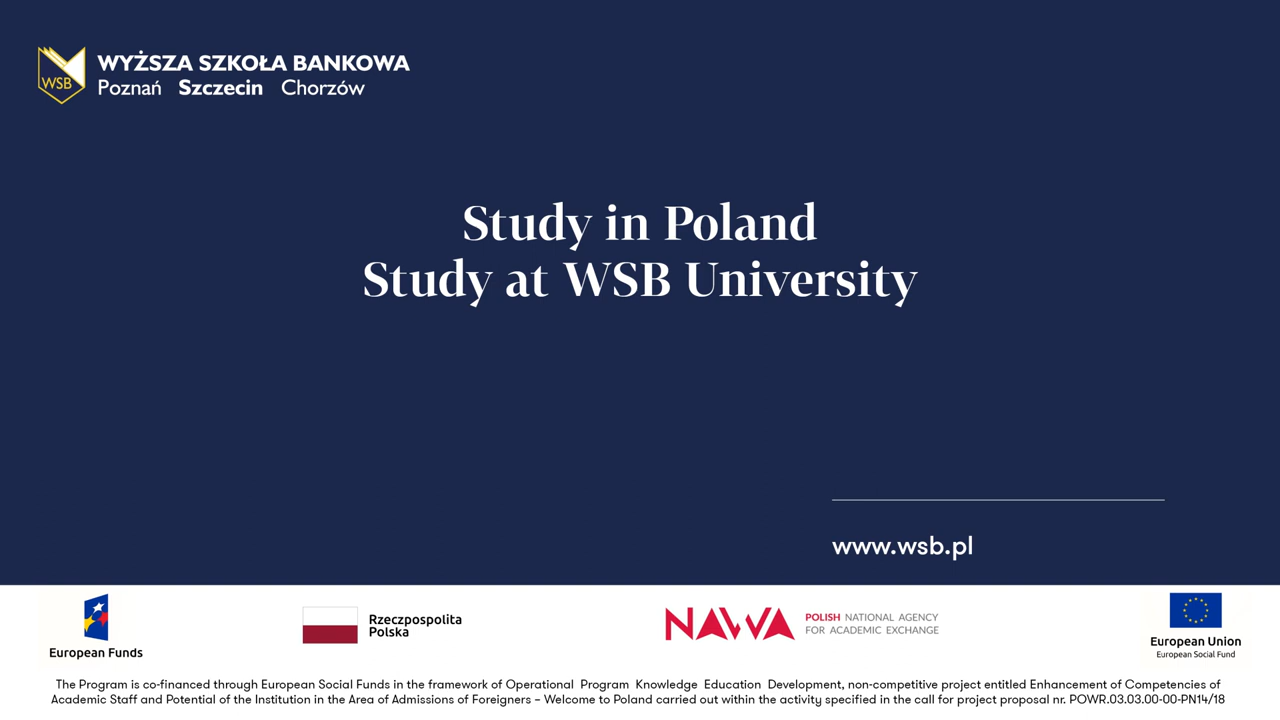 WSB
WYŻSZA SZKOŁA BANKOWA
Poznań Szczecin Chorzów
Study in Poland
Study at WSB University
www.wsb.pl
European Funds
Rzeczpospolita
Polska
NAWA
POLISH NATIONAL AGENCY
FOR ACADEMIC EXCHANGE
European Union
European Social Fund
The Program is co-financed through European Social Funds in the framework of Operational Program Knowledge Education Development, non-competitive project entitled Enhancement of Competencies of
Academic Staff and Potential of the Institution in the Area of Admissions of Foreigners – Welcome to Poland carried out within the activity specified in the call for project proposal nr. POWR.03.03.00-00-PN14/18